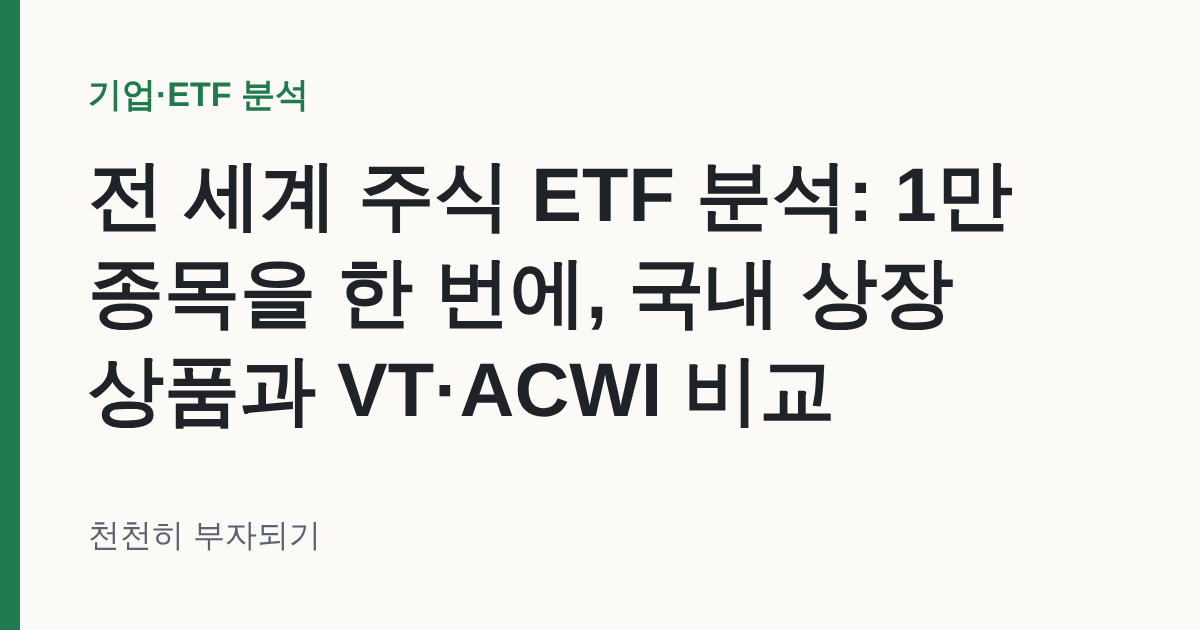 기업·ETF 분석
전 세계 주식 ETF 분석: 1만
종목을 한 번에, 국내 상장
상품과 VT·ACWI 비교
천천히 부자되기